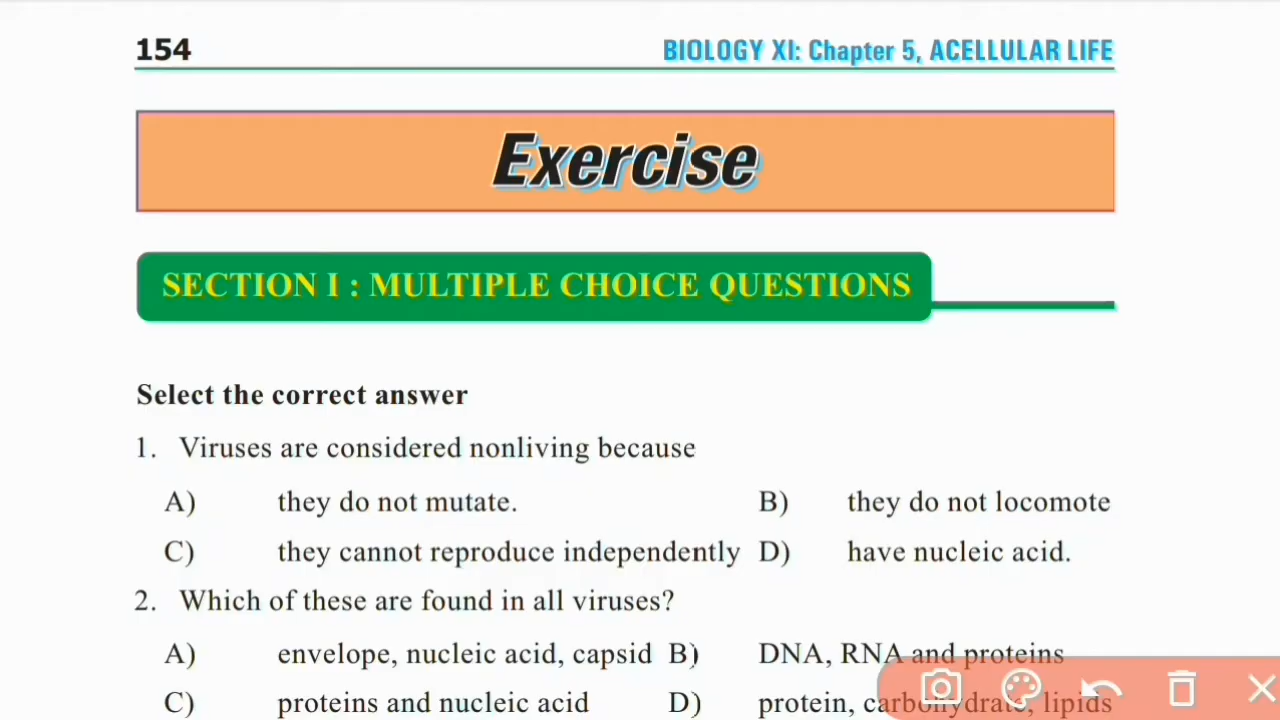 154
BIOLOGY XI: Chapter 5, ACELLULAR LIFE
Exercise
SECTION I : MULTIPLE CHOICE QUESTIONS
Select the correct answer
1. Viruses are considered nonliving because
A) they do not mutate. B) they do not locomote
C) they cannot reproduce independently D) have nucleic acid.
2. Which of these are found in all viruses?
A) envelope, nucleic acid, capsid B) DNA, RNA and proteins
C) proteins and nucleic acid D) protein, carbohydrate, lipids